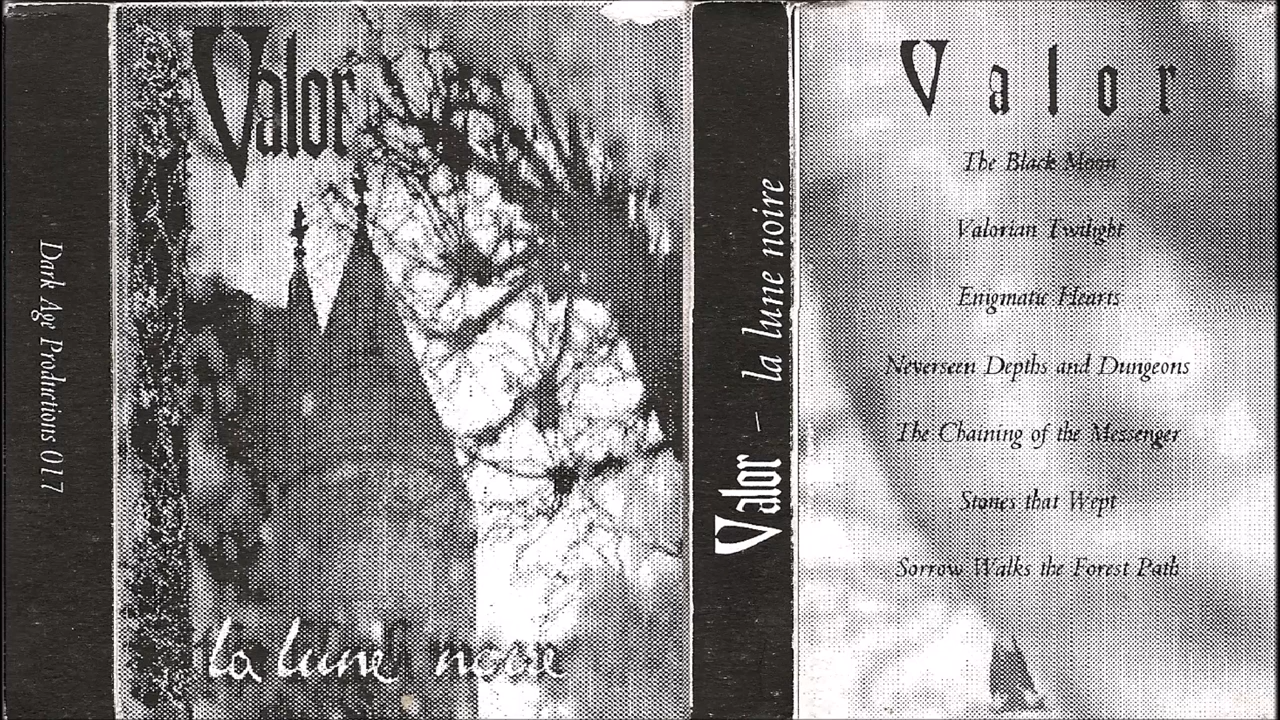 Dark Age Productions 017
Valor
la lune noire
Valor – la lune noire
Valor
The Black Moon
Valorian Twilight
Enigmatic Hearts
Neverseen Depths and Dungeons
The Chaining of the Messenger
Stones that Wept
Sorrow Walks the Forest Path